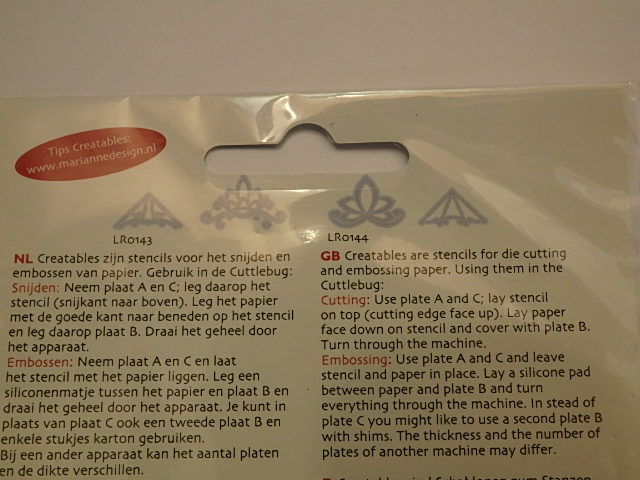 Tips Creatables:
www.mariannedesign.nl
LR0143
LR0144
NL Creatables zijn stencils voor het snijden en
embossen van papier. Gebruik in de Cuttlebug:
Snijden: Neem plaat A en C; leg daarop het
stencil (snijkant naar boven). Leg het papier
met de goede kant naar beneden op het stencil
en leg daarop plaat B. Draai het geheel door
het apparaat.
Embossen: Neem plaat A en C en laat
het stencil met het papier liggen. Leg een
siliconenmatje tussen het papier en plaat B en
draai het geheel door het apparaat. Je kunt in
plaats van plaat C ook een tweede plaat B en
enkele stukjes karton gebruiken.
Bij een ander apparaat kan het aantal platen
en de dikte verschillen.
GB Creatables are stencils for die cutting
and embossing paper. Using them in the
Cuttlebug:
Cutting: Use plate A and C; lay stencil
on top (cutting edge face up). Lay paper
face down on stencil and cover with plate B.
Turn through the machine.
Embossing: Use plate A and C and leave
stencil and paper in place. Lay a silicone pad
between paper and plate B and turn
everything through the machine. In stead of
plate C you might like to use a second plate B
with shims. The thickness and the number of
plates of another machine may differ.